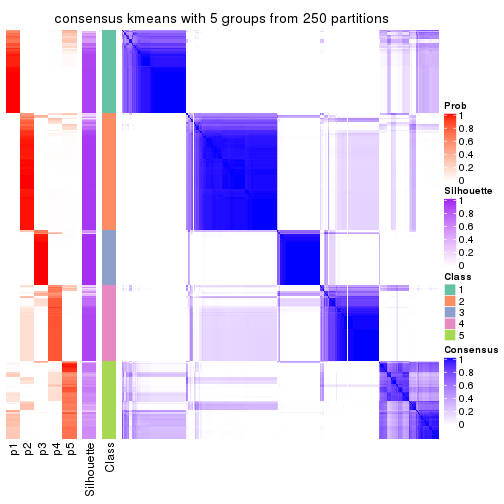 consensus kmeans with 5 groups from 250 partitions
Prob
1
0.8
0.6
0.4
0.2
0
Silhouette
1
0.8
0.6
0.4
0.2
0
Class
1
2
3
4
5
Consensus
1
0.8
0.6
0.4
0.2
0
p1
p2
p3
p4
p5
Silhouette
Class